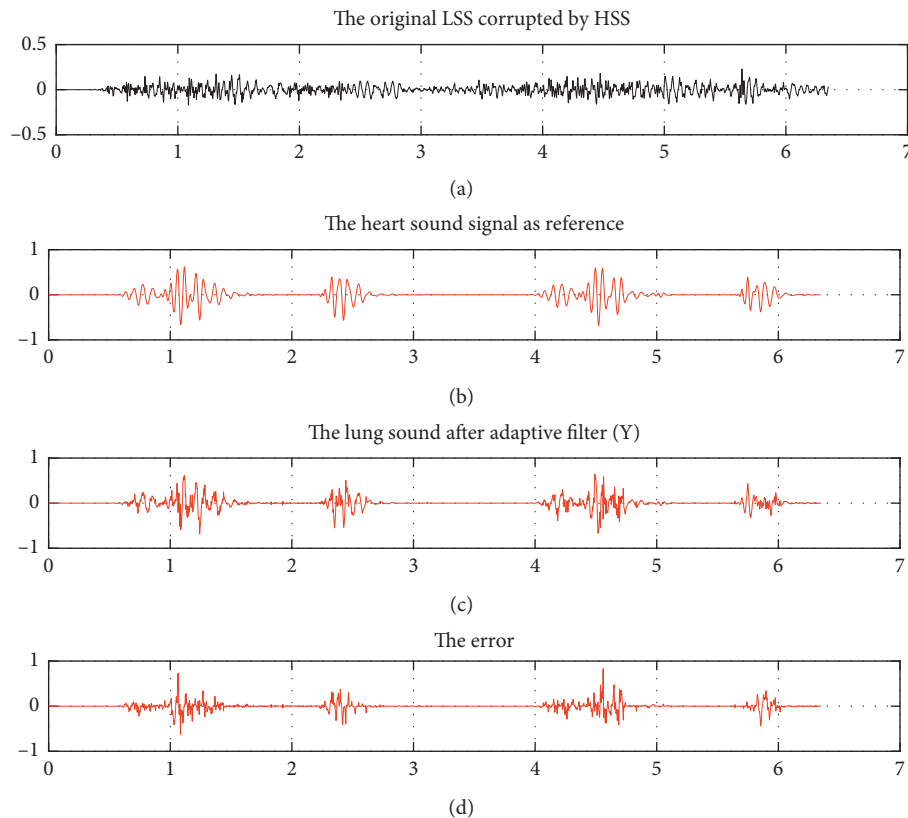 The original LSS corrupted by HSS
0.5
0
–0.5
0 1 2 3 4 5 6 7
(a)
The heart sound signal as reference
1
0
–1
0 1 2 3 4 5 6 7
(b)
The lung sound after adaptive filter (Y)
1
0
–1
0 1 2 3 4 5 6 7
(c)
The error
1
0
–1
0 1 2 3 4 5 6 7
(d)